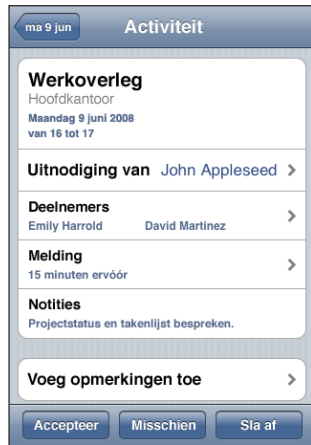 ma 9 jun
Activiteit
Werkoverleg
Hoofdkantoor
Maandag 9 juni 2008
van 16 tot 17
Uitnodiging van John Appleseed
Deelnemers
Emily Harrold David Martinez
Melding
15 minuten ervóór
Notities
Projectstatus en takenlijst bespreken.
Voeg opmerkingen toe
Accepteer Misschien Sla af